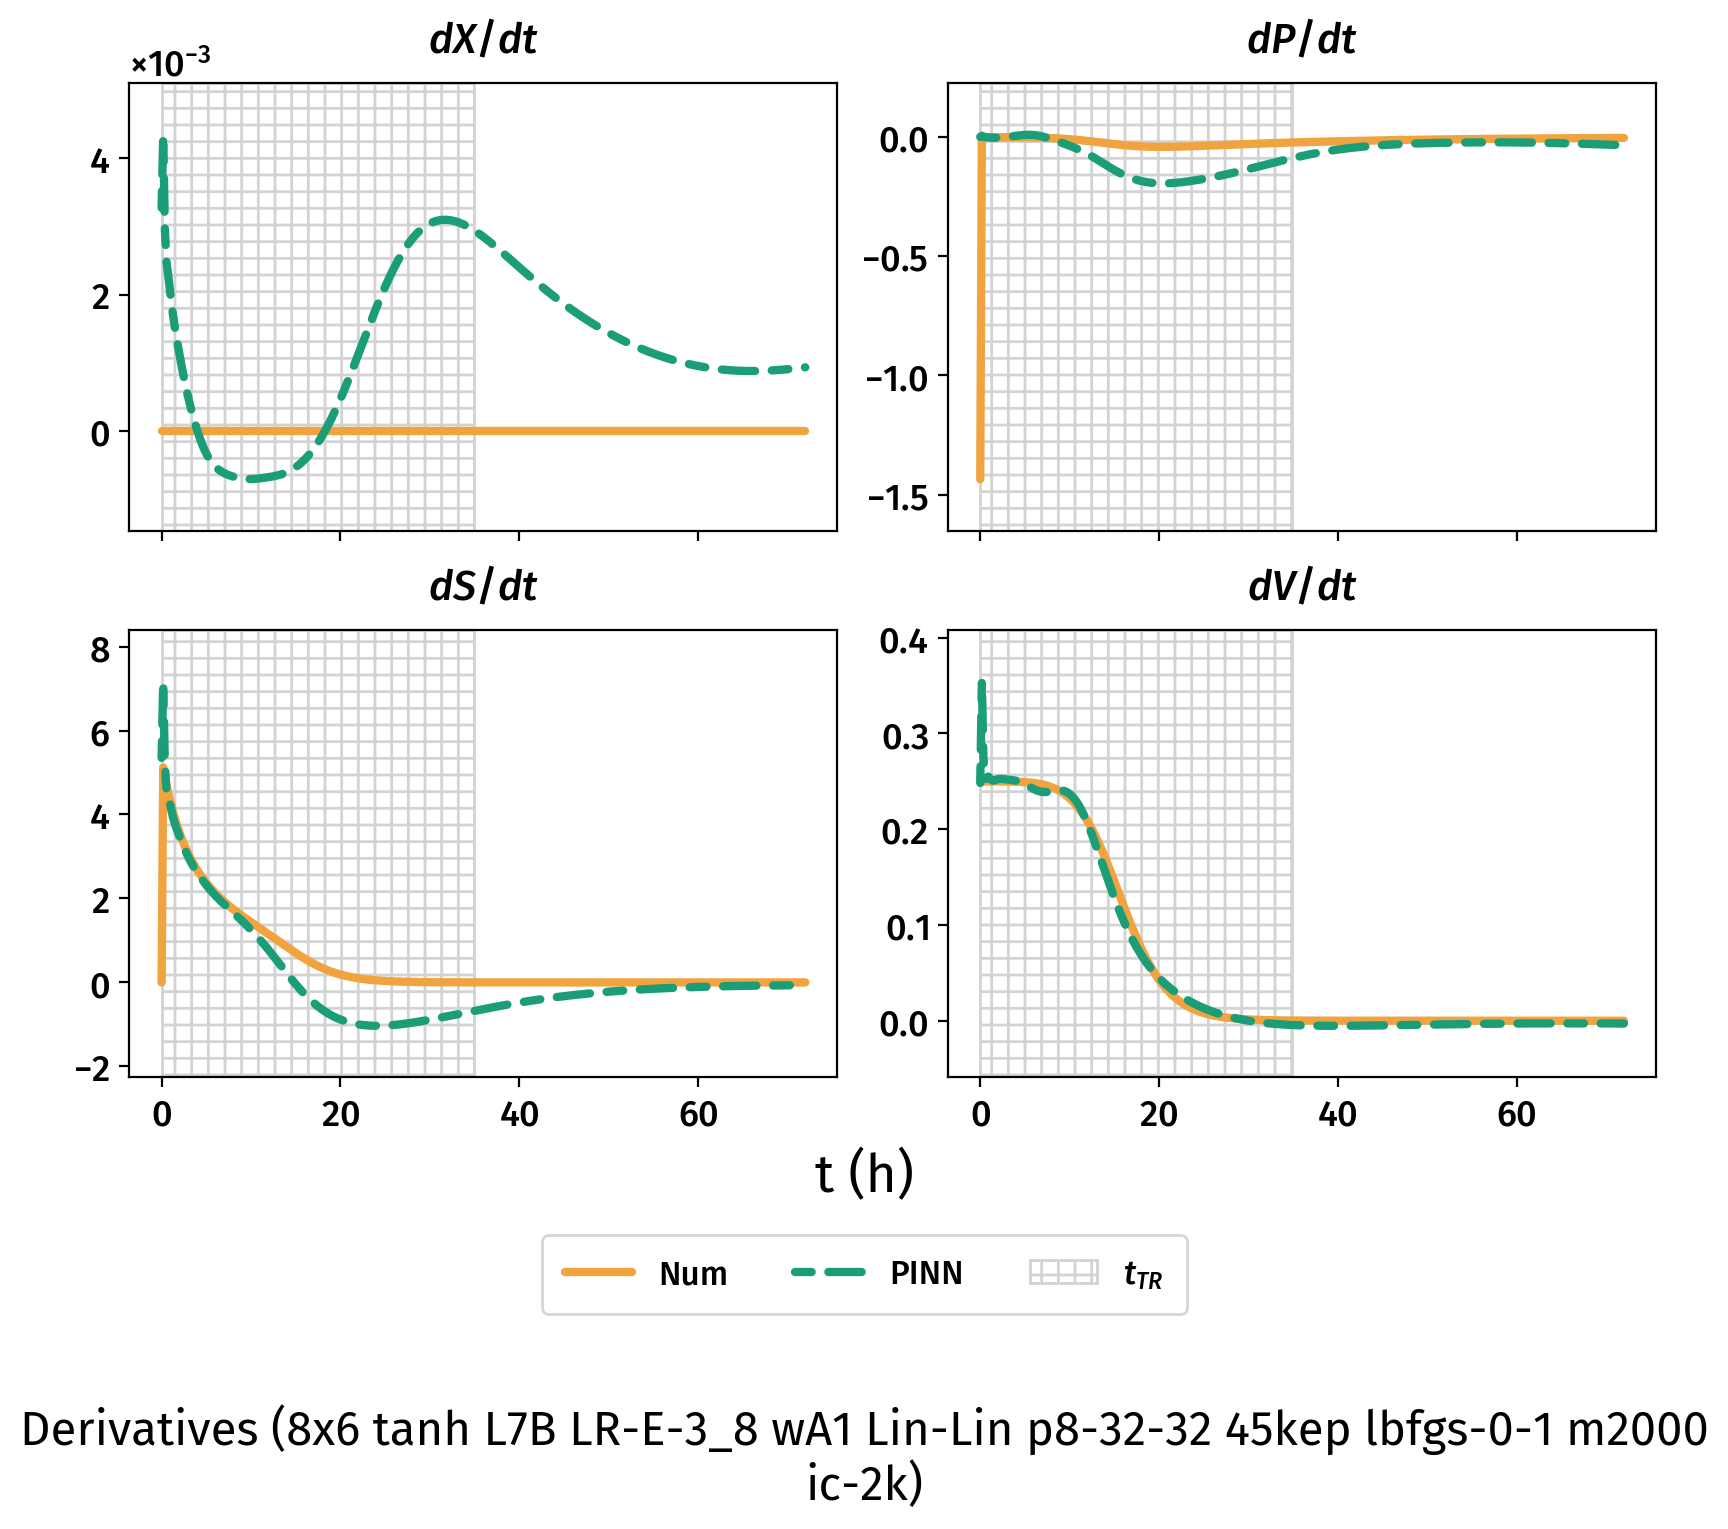 dX/dt
×10⁻³
4
2
0
dP/dt
0.0
−0.5
−1.0
−1.5
dS/dt
8
6
4
2
0
−2
0 20 40 60
dV/dt
0.4
0.3
0.2
0.1
0.0
0 20 40 60
t (h)
Num PINN t_TR
Derivatives (8x6 tanh L7B LR-E-3_8 wA1 Lin-Lin p8-32-32 45kep lbfgs-0-1 m2000
ic-2k)